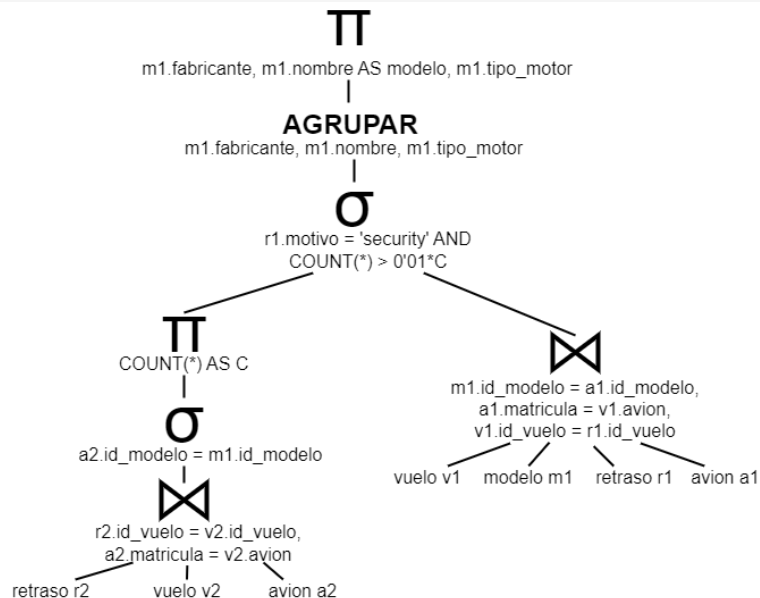 π
m1.fabricante, m1.nombre AS modelo, m1.tipo_motor
AGRUPAR
m1.fabricante, m1.nombre, m1.tipo_motor
σ
r1.motivo = 'security' AND
COUNT(*) > 0'01*C
π
COUNT(*) AS C
σ
a2.id_modelo = m1.id_modelo
⋈
r2.id_vuelo = v2.id_vuelo,
a2.matricula = v2.avion
retraso r2 vuelo v2 avion a2
⋈
m1.id_modelo = a1.id_modelo,
a1.matricula = v1.avion,
v1.id_vuelo = r1.id_vuelo
vuelo v1 modelo m1 retraso r1 avion a1